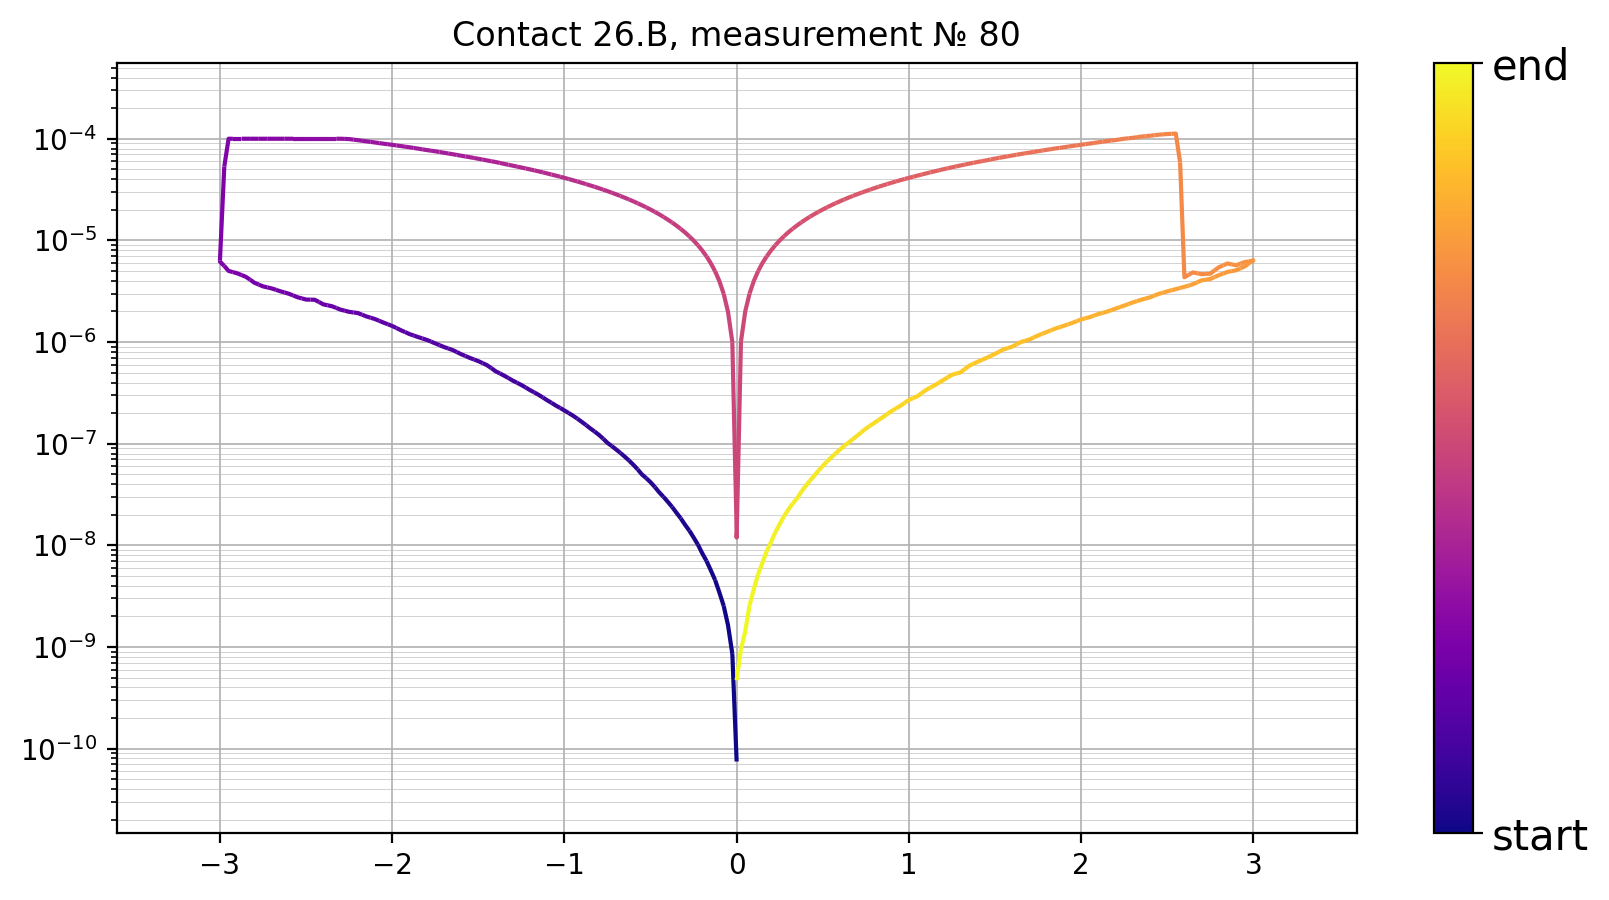 Contact 26.B, measurement № 80
10⁻⁴
10⁻⁵
10⁻⁶
10⁻⁷
10⁻⁸
10⁻⁹
10⁻¹⁰
−3 −2 −1 0 1 2 3
end
start